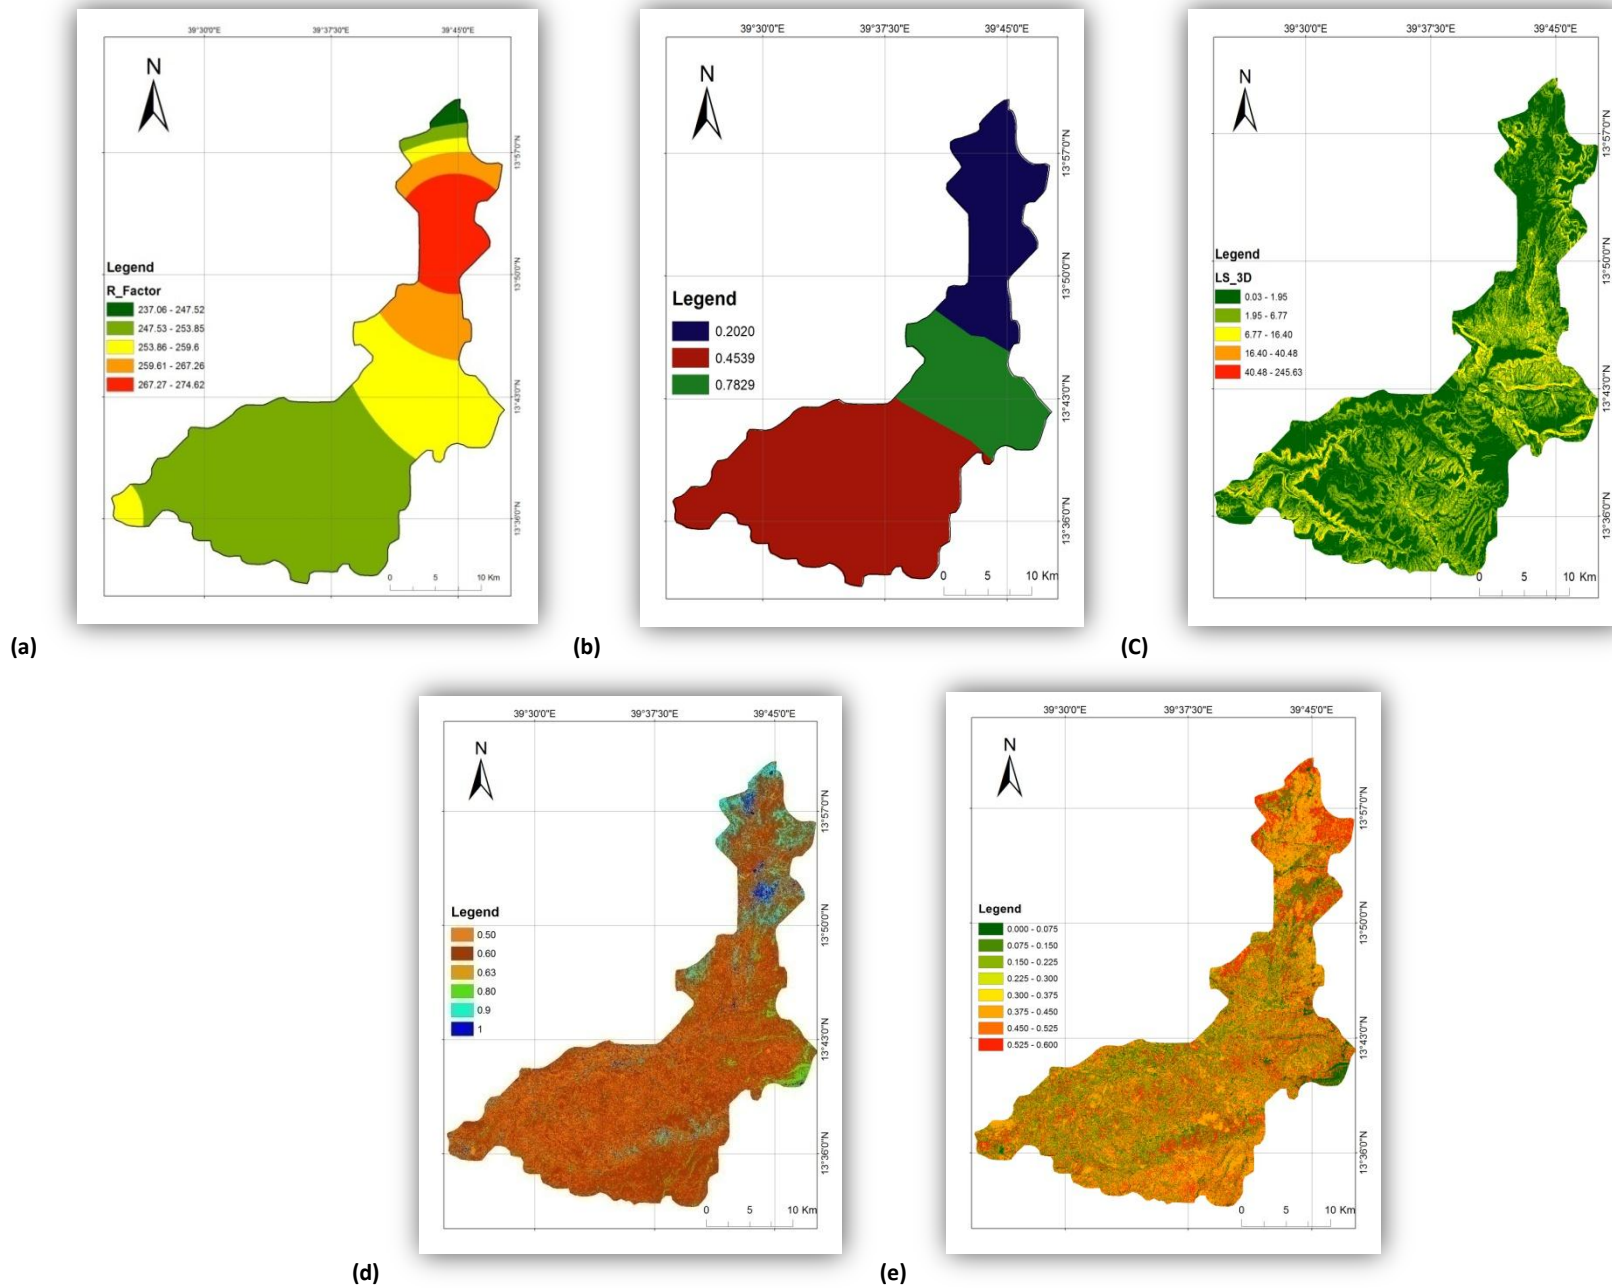 39°30'0"E 39°37'30"E 39°45'0"E
N
13°57'0"N
13°50'0"N
13°43'0"N
13°36'0"N
Legend
R_Factor
237.06 - 247.52
247.53 - 253.85
253.86 - 259.6
259.61 - 267.26
267.27 - 274.62
0 5 10 Km
(a)
39°30'0"E 39°37'30"E 39°45'0"E
N
13°57'0"N
13°50'0"N
13°43'0"N
13°36'0"N
Legend
0.2020
0.4539
0.7829
0 5 10 Km
(b)
39°30'0"E 39°37'30"E 39°45'0"E
N
13°57'0"N
13°50'0"N
13°43'0"N
13°36'0"N
Legend
LS_3D
0.03 - 1.95
1.95 - 6.77
6.77 - 16.40
16.40 - 40.48
40.48 - 245.63
0 5 10 Km
(C)
39°30'0"E 39°37'30"E 39°45'0"E
N
13°57'0"N
13°50'0"N
13°43'0"N
13°36'0"N
Legend
0.50
0.60
0.63
0.80
0.9
1
0 5 10 Km
(d)
39°30'0"E 39°37'30"E 39°45'0"E
N
13°57'0"N
13°50'0"N
13°43'0"N
13°36'0"N
Legend
0.000 - 0.075
0.075 - 0.150
0.150 - 0.225
0.225 - 0.300
0.300 - 0.375
0.375 - 0.450
0.450 - 0.525
0.525 - 0.600
0 5 10 Km
(e)